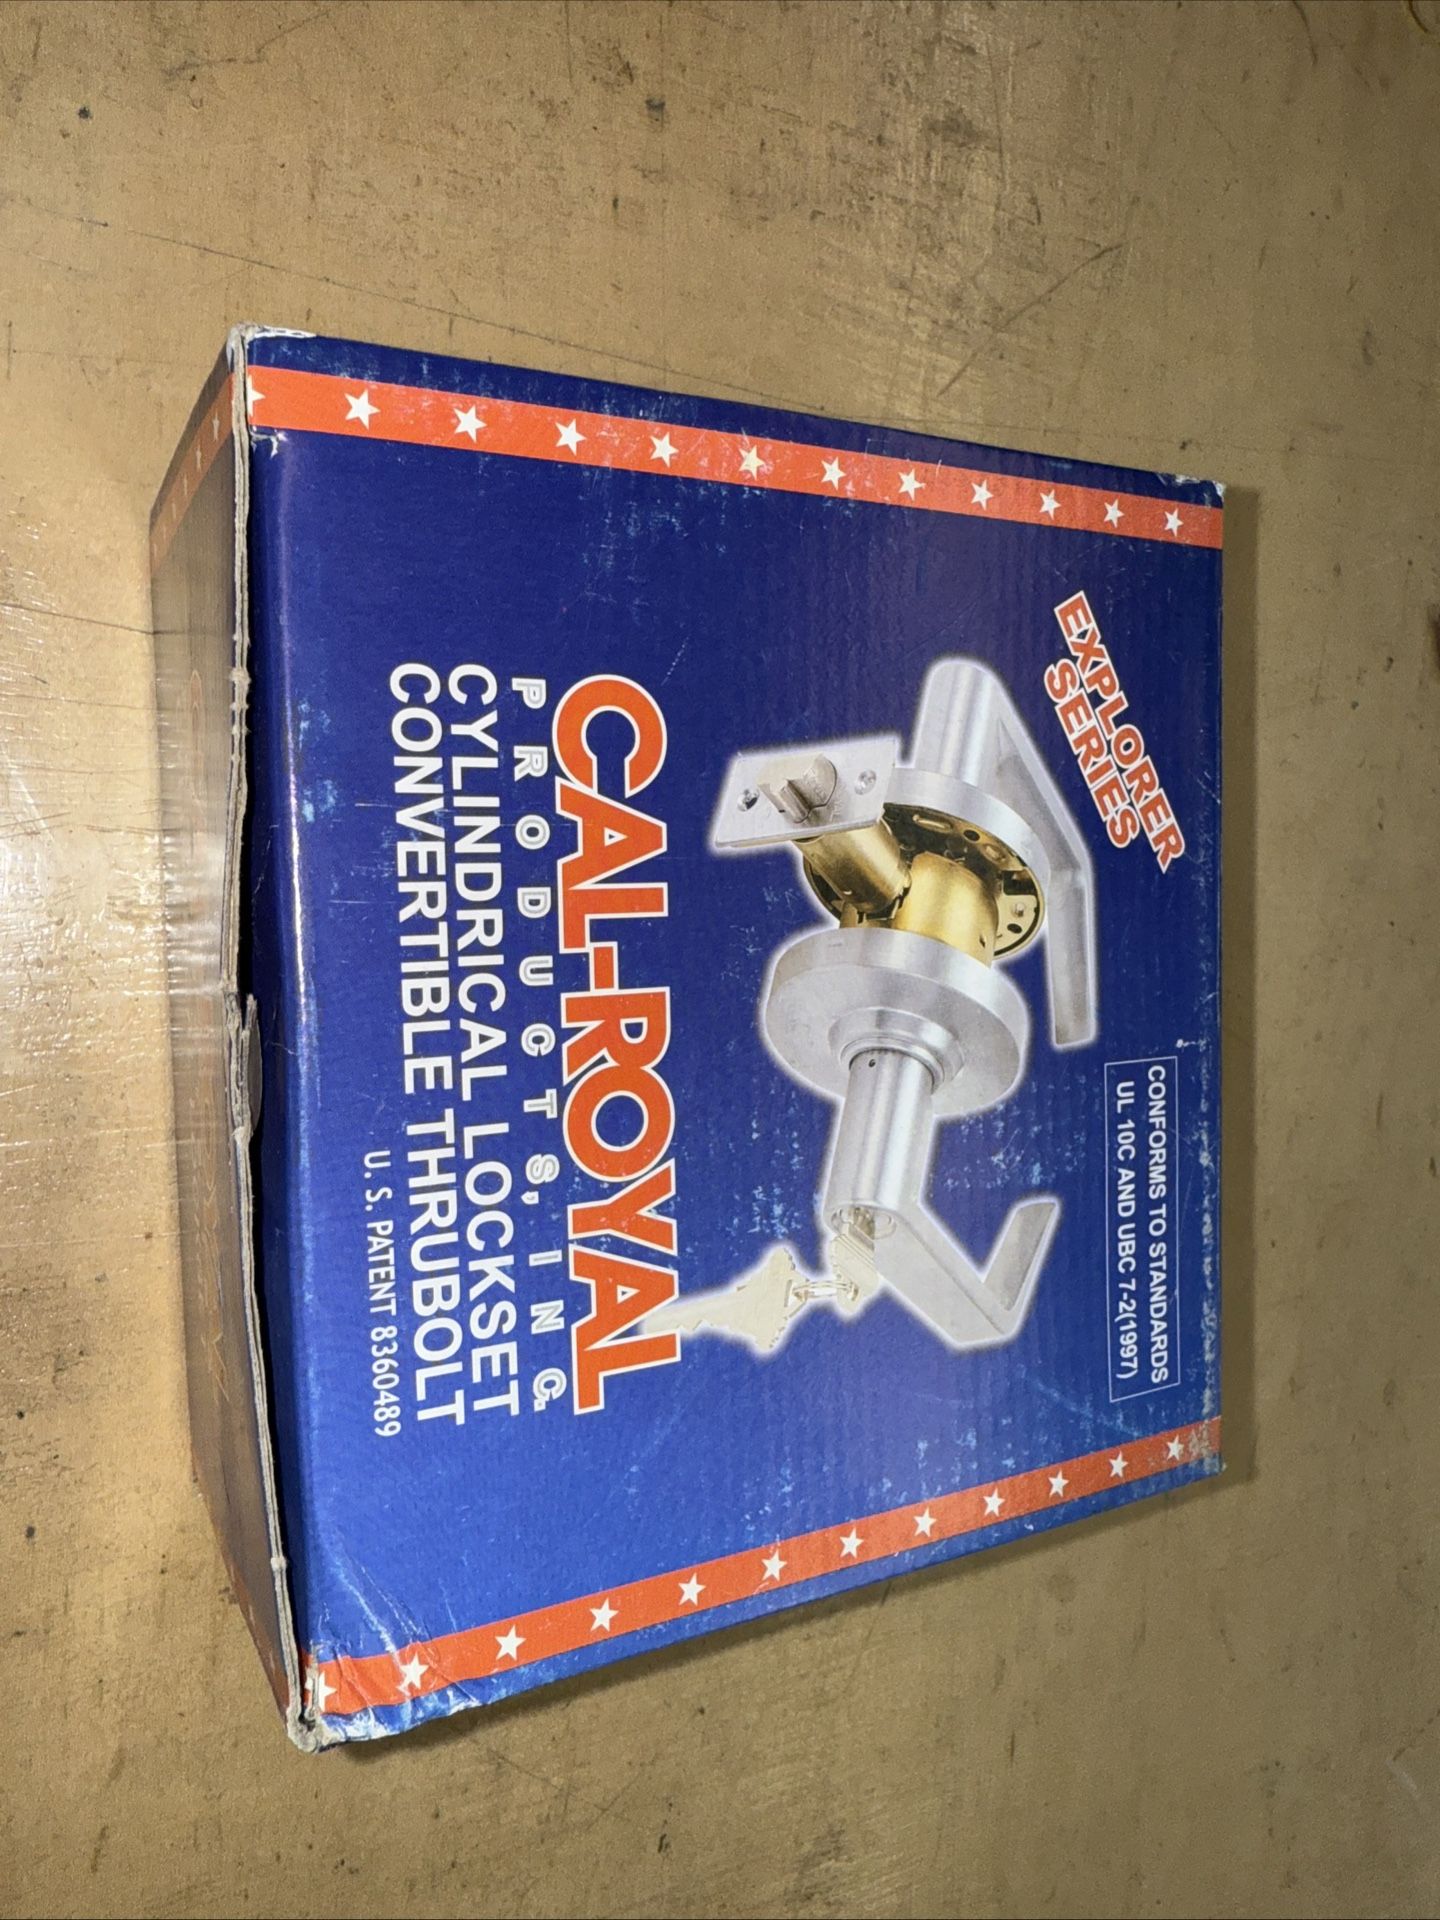 EXPLORER
SERIES
CONFORMS TO STANDARDS
UL 10C AND UBC 7-2(1997)
CAL-ROYAL
PRODUCTS, INC.
CYLINDRICAL LOCKSET
CONVERTIBLE THRUBOLT
U.S. PATENT 8360489